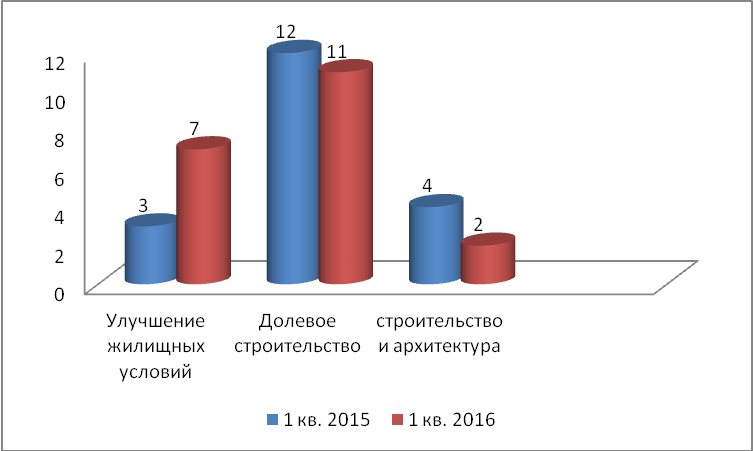 12
10
8
6
4
2
0
3
7
12
11
4
2
Улучшение
жилищных
условий
Долевое
строительство
строительство
и архитектура
1 кв. 2015
1 кв. 2016